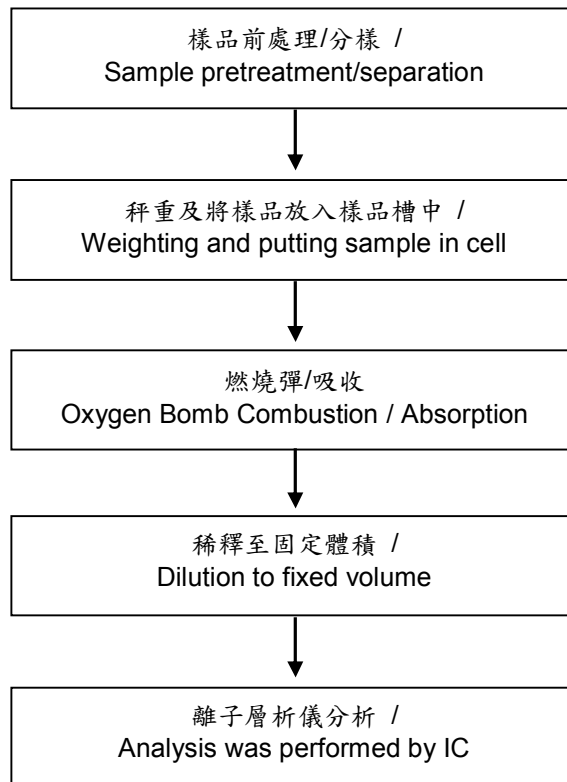 樣品前處理/分樣 /
Sample pretreatment/separation
秤重及將樣品放入樣品槽中 /
Weighting and putting sample in cell
燃燒彈/吸收
Oxygen Bomb Combustion / Absorption
稀釋至固定體積 /
Dilution to fixed volume
離子層析儀分析 /
Analysis was performed by IC